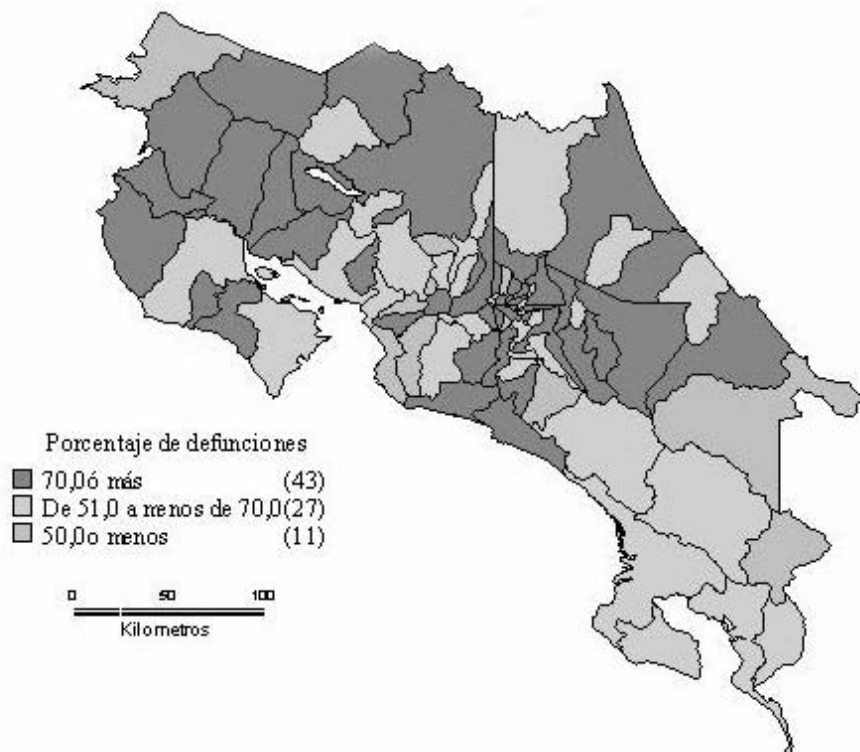 Porcentaje de defunciones
70,0ó más (43)
De 51,0 a menos de 70,0(27)
50,0o menos (11)
0 50 100
Kilometros